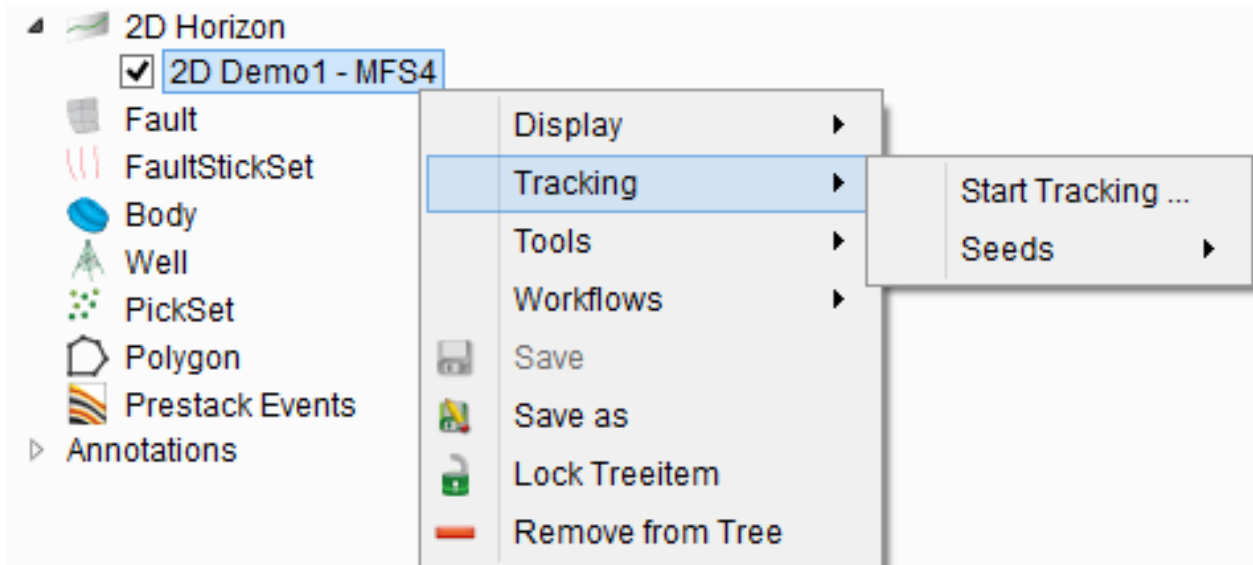 2D Horizon
2D Demo1 - MFS4
Fault
FaultStickSet
Body
Well
PickSet
Polygon
Prestack Events
Annotations
Display
Tracking
Tools
Workflows
Save
Save as
Lock Treeitem
Remove from Tree
Start Tracking ...
Seeds